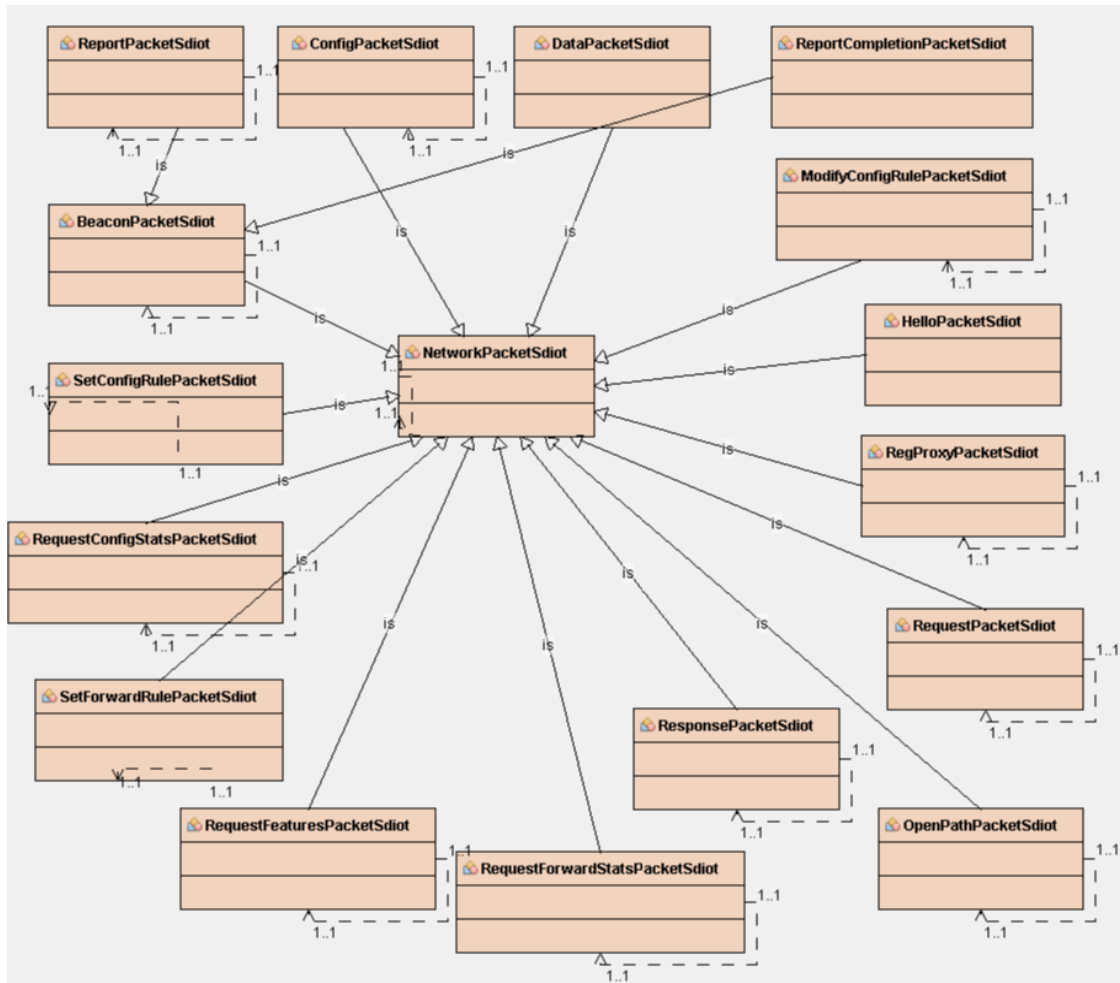 ReportPacketSdiot
1..1
1..1
ConfigPacketSdiot
1..1
1..1
DataPacketSdiot
ReportCompletionPacketSdiot
is
is
ModifyConfigRulePacketSdiot
1..1
1..1
BeaconPacketSdiot
1..1
1..1
is
is
is
is
HelloPacketSdiot
NetworkPacketSdiot
1..1
1..1
is
SetConfigRulePacketSdiot
1..1
1..1
is
is
RegProxyPacketSdiot
1..1
1..1
is
is
RequestConfigStatsPacketSdiot
1..1
1..1
is
is
is
is
is
RequestPacketSdiot
1..1
1..1
SetForwardRulePacketSdiot
1..1
1..1
ResponsePacketSdiot
1..1
1..1
RequestFeaturesPacketSdiot
1..1
1..1
OpenPathPacketSdiot
1..1
1..1
RequestForwardStatsPacketSdiot
1..1
1..1